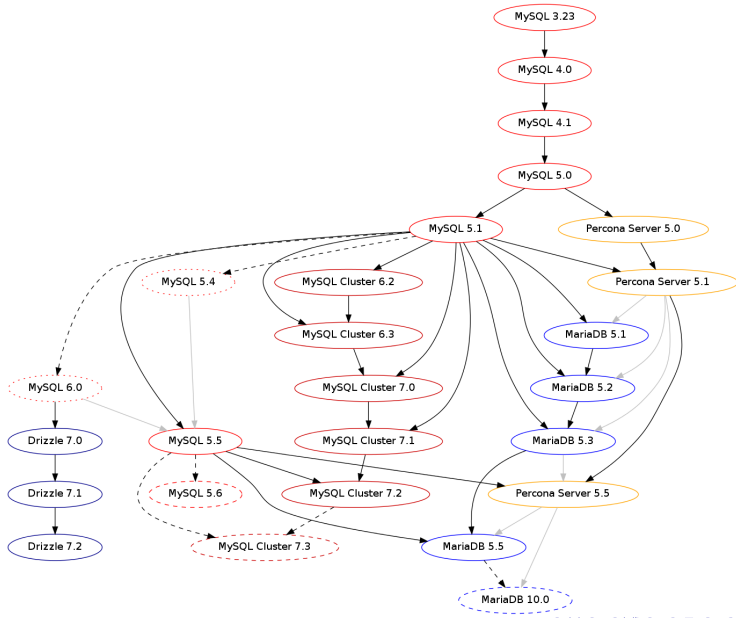 MySQL 3.23
MySQL 4.0
MySQL 4.1
MySQL 5.0
MySQL 5.1
Percona Server 5.0
MySQL 5.4
MySQL Cluster 6.2
Percona Server 5.1
MySQL Cluster 6.3
MariaDB 5.1
MySQL 6.0
MySQL Cluster 7.0
MariaDB 5.2
Drizzle 7.0
MySQL 5.5
MySQL Cluster 7.1
MariaDB 5.3
Drizzle 7.1
MySQL 5.6
MySQL Cluster 7.2
Percona Server 5.5
Drizzle 7.2
MySQL Cluster 7.3
MariaDB 5.5
MariaDB 10.0